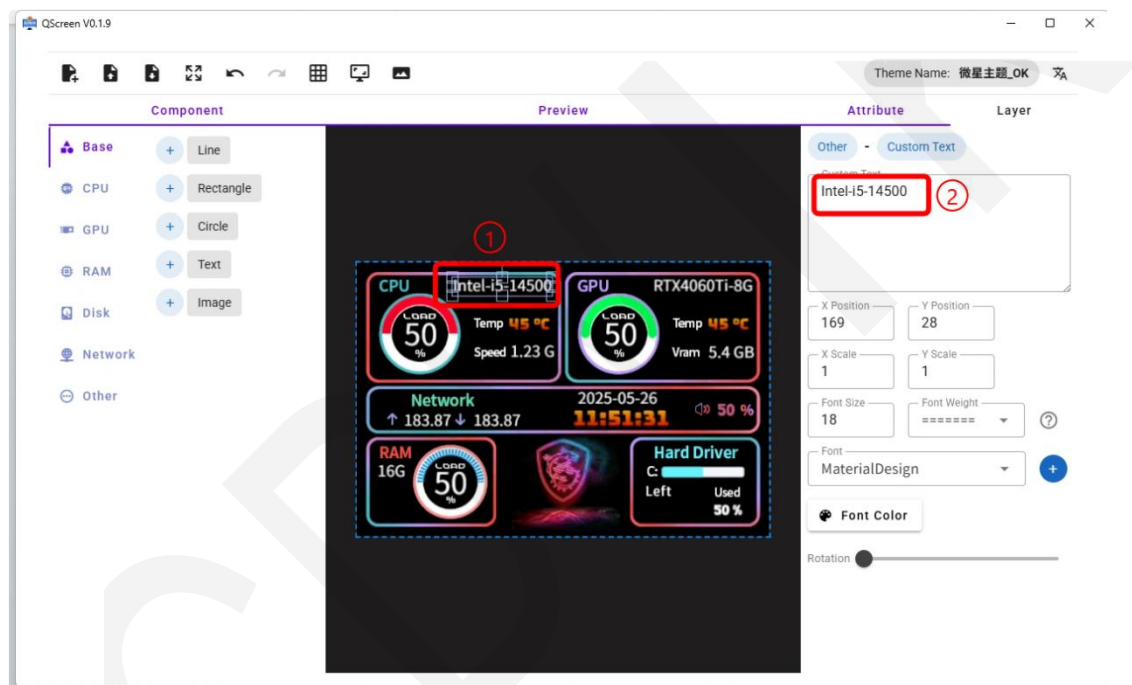 QScreen V0.1.9
Theme Name: 微星主题_OK
Component
Preview
Attribute
Layer
Base
CPU
GPU
RAM
Disk
Network
Other
+ Line
+ Rectangle
+ Circle
+ Text
+ Image
①
CPU Intel-i5-14500
LOAD
50
%
Temp 45 °C
Speed 1.23 G
GPU RTX4060Ti-8G
LOAD
50
%
Temp 45 °C
Vram 5.4 GB
Network
↑ 183.87 ↓ 183.87
2025-05-26
11:51:31
50 %
RAM
16G
LOAD
50
%
Hard Driver
C:
Left Used
50 %
Other - Custom Text
Custom Text
Intel-i5-14500
②
X Position Y Position
169 28
X Scale Y Scale
1 1
Font Size Font Weight
18 =======
Font
MaterialDesign
Font Color
Rotation